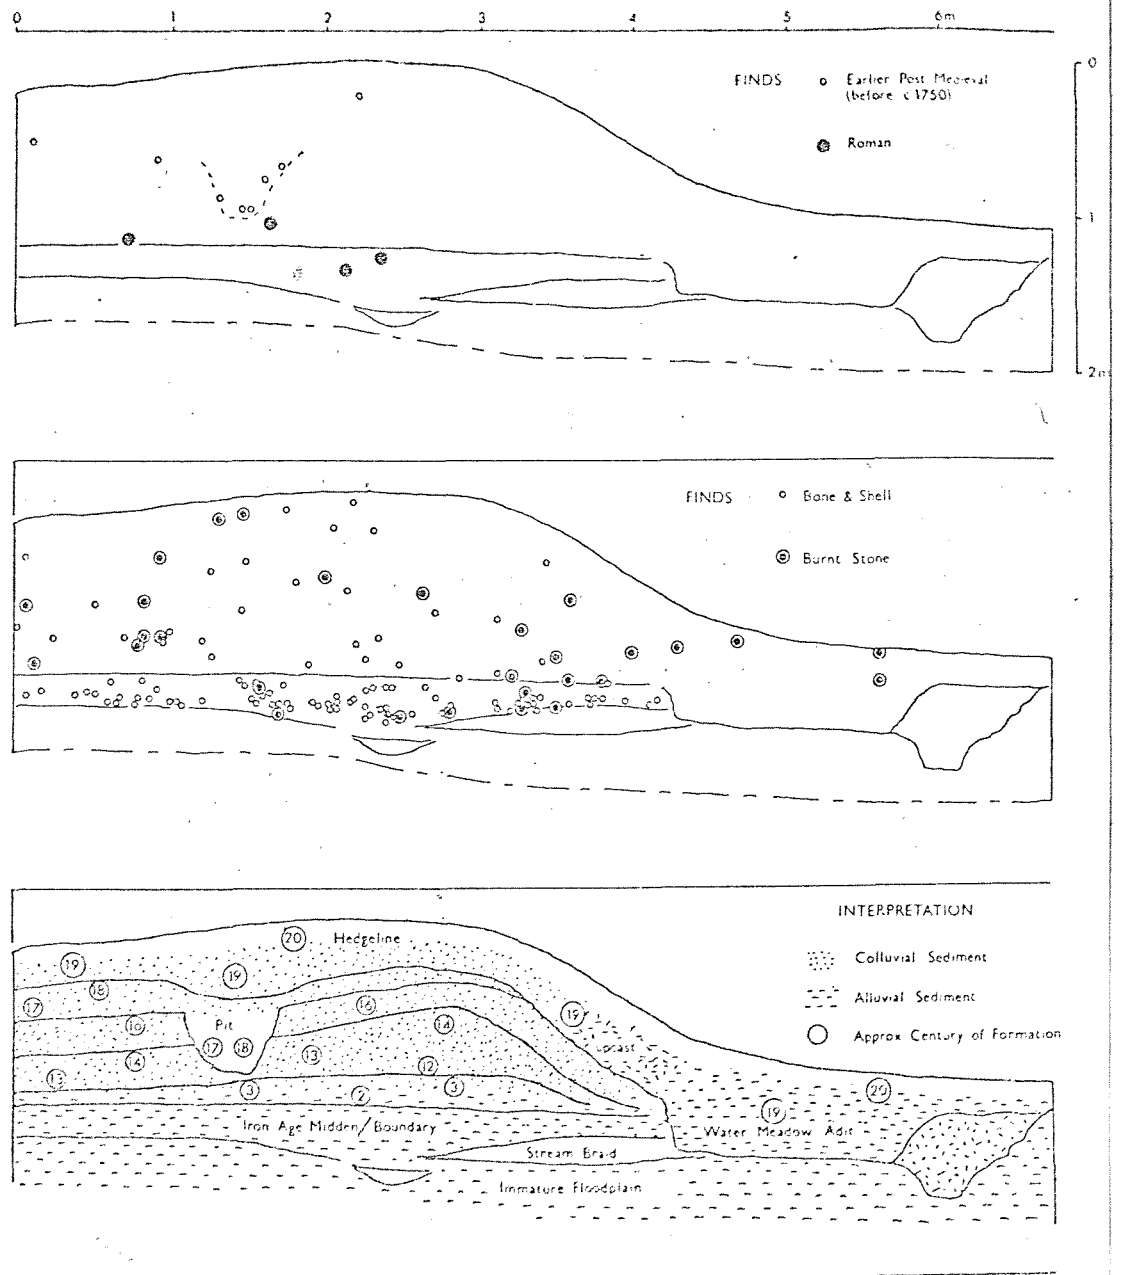 0 1 2 3 4 5 6m
FINDS
Earlier Post Medieval
(before c 1750)
Roman
0
1
2m
FINDS
Bone & Shell
Burnt Stone
INTERPRETATION
Colluvial Sediment
Alluvial Sediment
Approx Century of Formation
20 Hedgeline
19
19
18
17
16
19
Pit
16
14
17 18
14
13
12
13
3
2
3
20
19
Iron Age Midden/Boundary
Water Meadow Adit
Stream Braid
Immature Floodplain